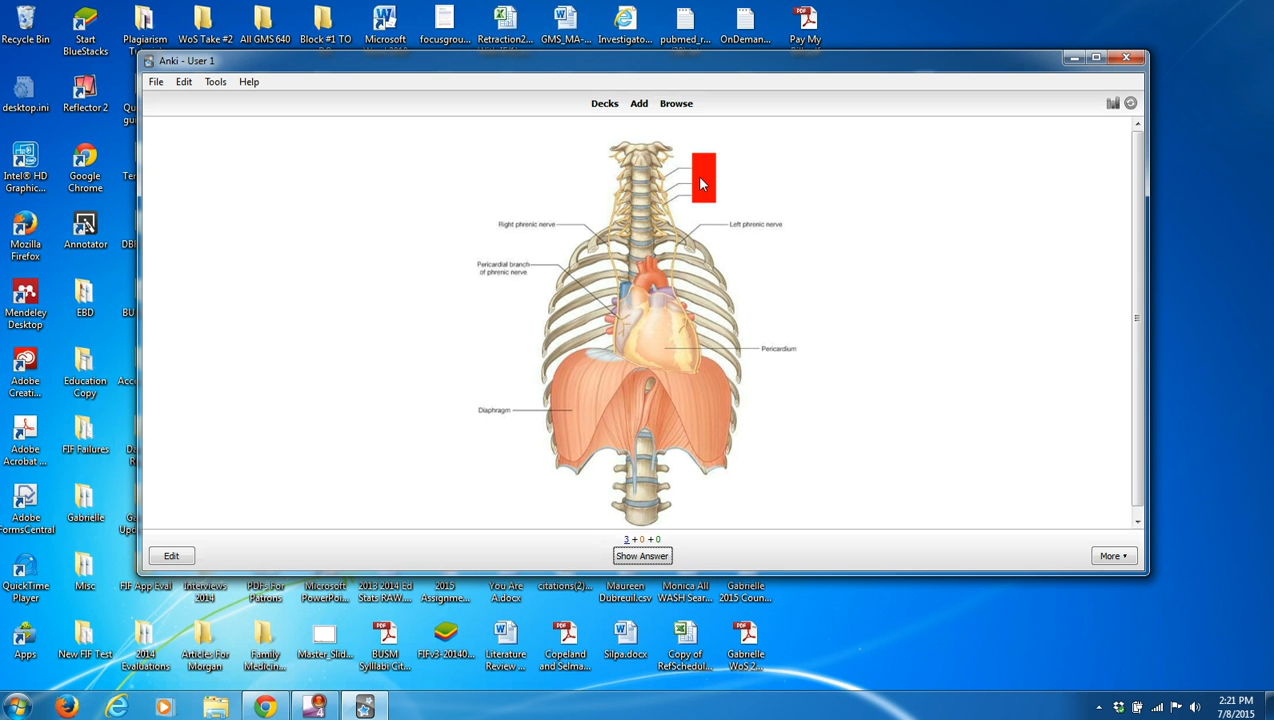 Recycle Bin
Start
BlueStacks
Plagiarism
WoS Take #2
All GMS 640
Block #1 TO
Microsoft
focusgrou...
Retraction2...
GMS_MA-...
Investigato...
pubmed_r...
OnDeman...
Pay My
Anki - User 1
File
Edit
Tools
Help
Decks
Add
Browse
desktop.ini
Reflector 2
Intel® HD
Graphic...
Google
Chrome
Mozilla
Firefox
Annotator
Mendeley
Desktop
EBD
Adobe
Creati...
Education
Copy
Adobe
Acrobat ...
FIF Failures
Adobe
FormsCentral
Gabrielle
Right phrenic nerve
Left phrenic nerve
Pericardial branch
of phrenic nerve
Pericardium
Diaphragm
3 + 0 + 0
Edit
Show Answer
More
QuickTime
Player
Misc
FIF App Eval
Interviews
2014
PDFs For
Patrons
Microsoft
PowerPoi...
2013 2014 Ed
Stats RAW...
2015
Assignme...
You Are
A.docx
citations(2)...
Maureen
Dubreuil.csv
Monica All
WASH Sear...
Gabrielle
2015 Coun...
Apps
New FIF Test
2014
Evaluations
Articles For
Morgan
Family
Medicin...
Master_Slid...
BUSM
Sylllabi Git...
FIFv3-20140...
Literature
Review ...
Copeland
and Selma...
Silpa.docx
Copy of
RefSchedul...
Gabrielle
WoS 2...
2:21 PM
7/8/2015